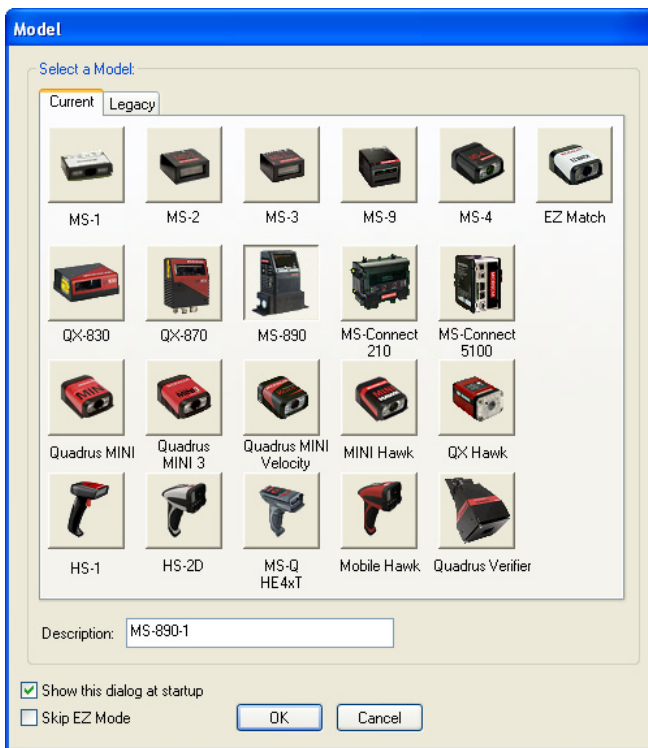 Model
Select a Model:
Current Legacy
MS-1 MS-2 MS-3 MS-9 MS-4 EZ Match
QX-830 QX-870 MS-890 MS-Connect 210 MS-Connect 5100
Quadrus MINI Quadrus MINI 3 Quadrus MINI Velocity MINI Hawk QX Hawk
HS-1 HS-2D MS-Q HE4xT Mobile Hawk Quadrus Verifier
Description: MS-890-1
Show this dialog at startup
Skip EZ Mode OK Cancel